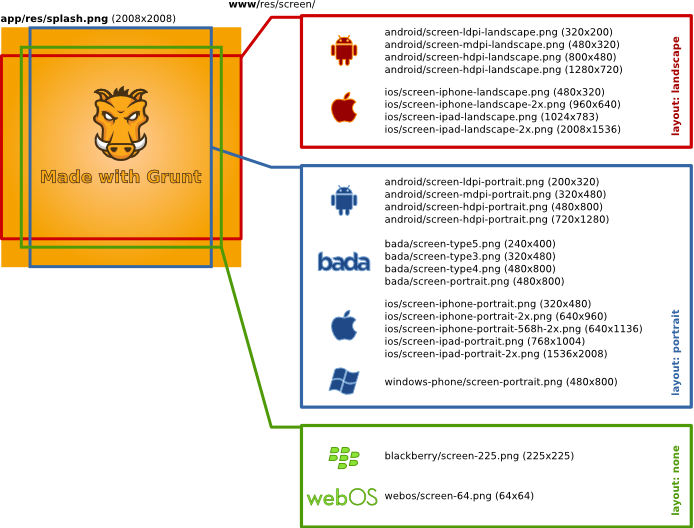 www/res/screen/
app/res/splash.png (2008x2008)
Made with Grunt
android/screen-ldpi-landscape.png (320x200)
android/screen-mdpi-landscape.png (480x320)
android/screen-hdpi-landscape.png (800x480)
android/screen-hdpi-landscape.png (1280x720)
ios/screen-iphone-landscape.png (480x320)
ios/screen-iphone-landscape-2x.png (960x640)
ios/screen-ipad-landscape.png (1024x783)
ios/screen-ipad-landscape-2x.png (2008x1536)
layout: landscape
android/screen-ldpi-portrait.png (200x320)
android/screen-mdpi-portrait.png (320x480)
android/screen-hdpi-portrait.png (480x800)
android/screen-hdpi-portrait.png (720x1280)
bada
bada/screen-type5.png (240x400)
bada/screen-type3.png (320x480)
bada/screen-type4.png (480x800)
bada/screen-portrait.png (480x800)
ios/screen-iphone-portrait.png (320x480)
ios/screen-iphone-portrait-2x.png (640x960)
ios/screen-iphone-portrait-568h-2x.png (640x1136)
ios/screen-ipad-portrait.png (768x1004)
ios/screen-ipad-portrait-2x.png (1536x2008)
windows-phone/screen-portrait.png (480x800)
layout: portrait
blackberry/screen-225.png (225x225)
webOS
webos/screen-64.png (64x64)
layout: none